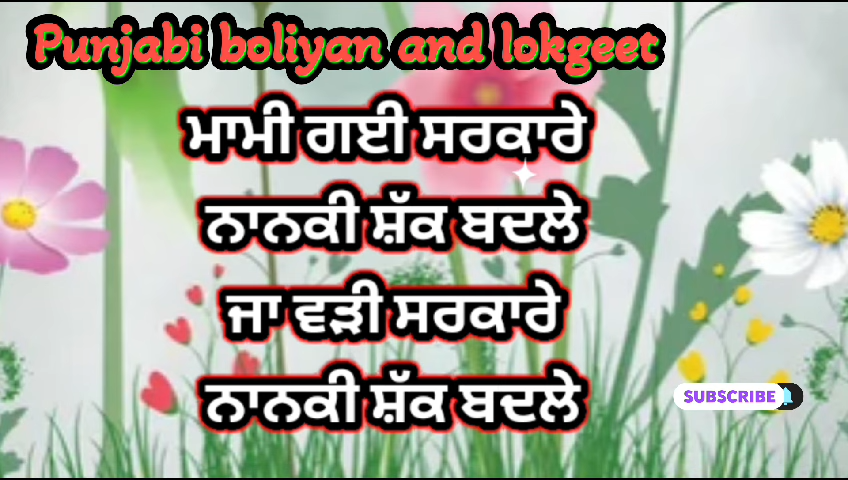 Punjabi boliyan and lokgeet
ਮਾਮੀ ਗਈ ਸਰਕਾਰੇ
ਨਾਨਕੀ ਸ਼ੱਕ ਬਦਲੇ
ਜਾ ਵੜੀ ਸਰਕਾਰੇ
ਨਾਨਕੀ ਸ਼ੱਕ ਬਦਲੇ
SUBSCRIBE